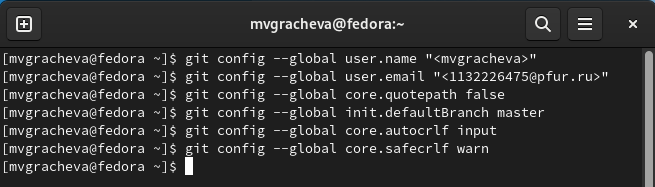 mvgracheva@fedora:~
[mvgracheva@fedora ~]$ git config --global user.name "<mvgracheva>"
[mvgracheva@fedora ~]$ git config --global user.email "<1132226475@pfur.ru>"
[mvgracheva@fedora ~]$ git config --global core.quotepath false
[mvgracheva@fedora ~]$ git config --global init.defaultBranch master
[mvgracheva@fedora ~]$ git config --global core.autocrlf input
[mvgracheva@fedora ~]$ git config --global core.safecrlf warn
[mvgracheva@fedora ~]$